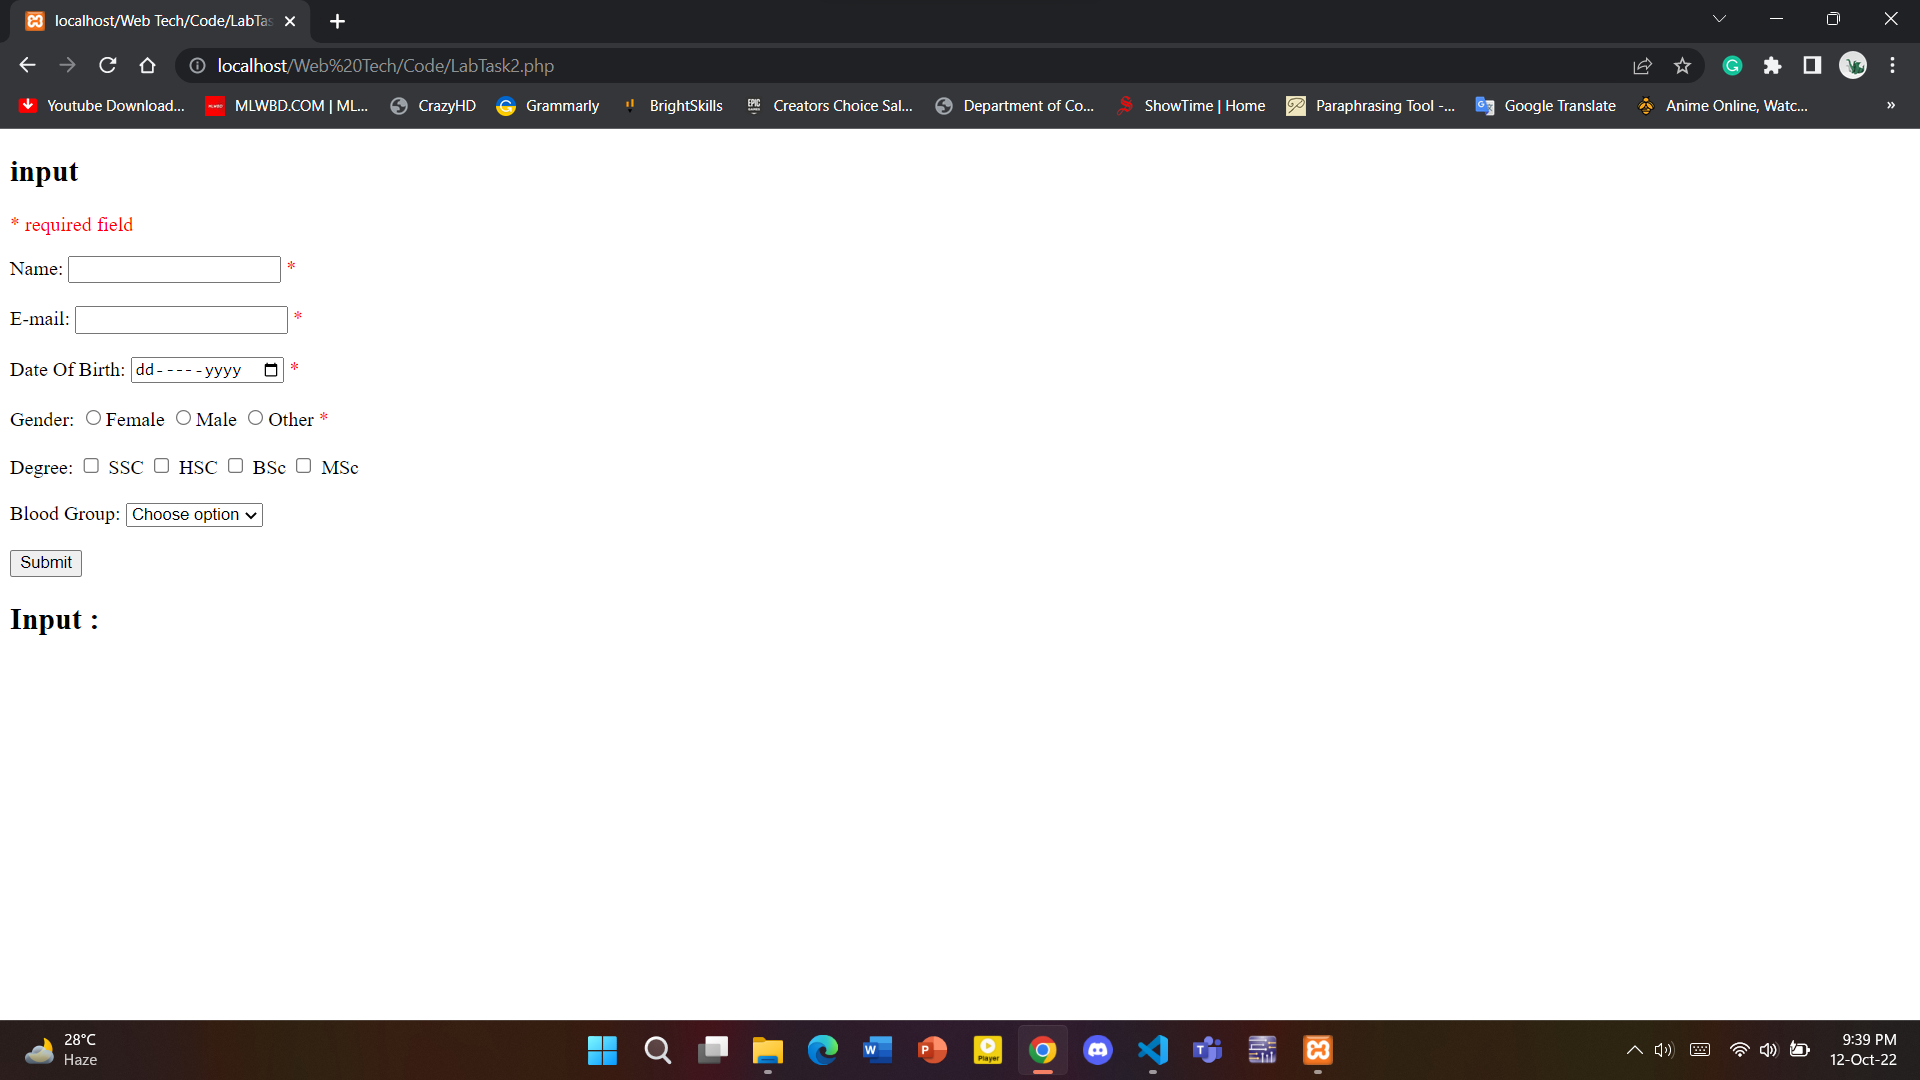 localhost/Web Tech/Code/LabTas
localhost/Web%20Tech/Code/LabTask2.php
Youtube Download... MLWBD.COM | ML... CrazyHD Grammarly BrightSkills Creators Choice Sal... Department of Co... ShowTime | Home Paraphrasing Tool -... Google Translate Anime Online, Watc... »
input
* required field
Name: *
E-mail: *
Date Of Birth: dd-----yyyy *
Gender: Female Male Other *
Degree: SSC HSC BSc MSc
Blood Group: Choose option
Submit
Input :
28°C
Haze
Player
9:39 PM
12-Oct-22